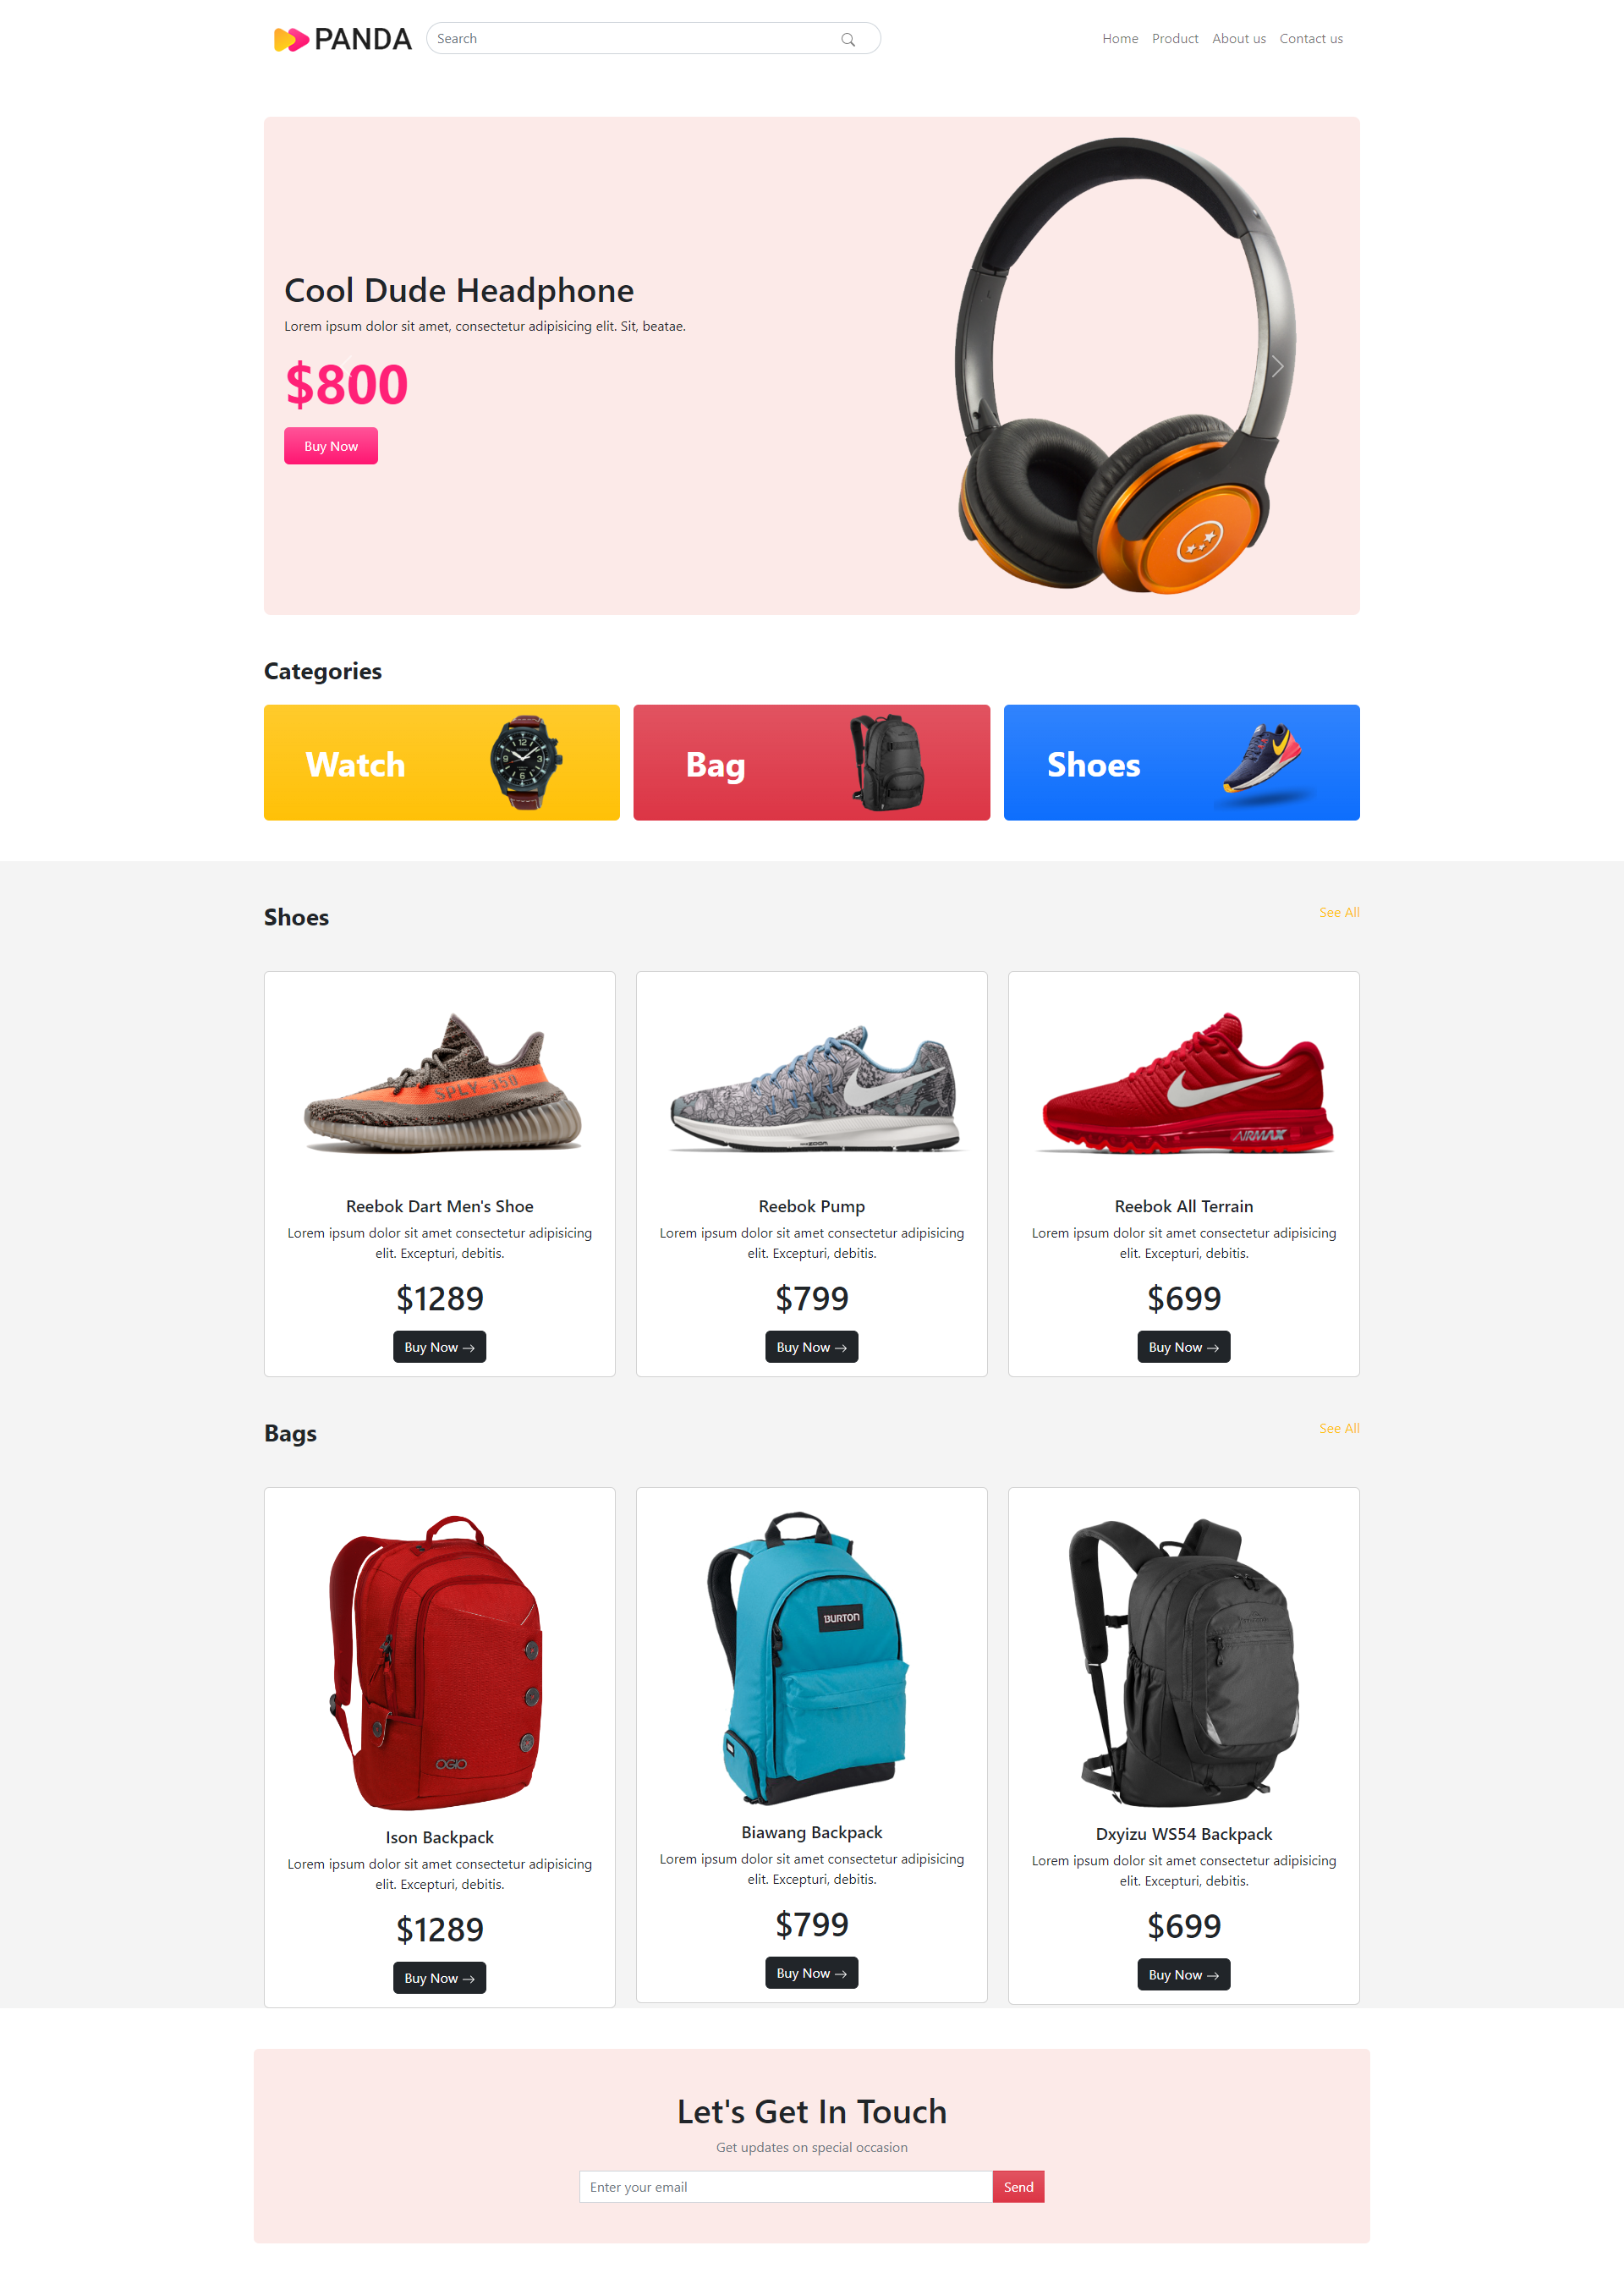 PANDA
Search
Home Product About us Contact us
Cool Dude Headphone
Lorem ipsum dolor sit amet, consectetur adipisicing elit. Sit, beatae.
$800
Buy Now
Categories
Watch
Bag
Shoes
Shoes
See All
SPLY-350
ZOOM
AIRMAX
Reebok Dart Men's Shoe
Lorem ipsum dolor sit amet consectetur adipisicing
elit. Excepturi, debitis.
$1289
Buy Now →
Reebok Pump
Lorem ipsum dolor sit amet consectetur adipisicing
elit. Excepturi, debitis.
$799
Buy Now →
Reebok All Terrain
Lorem ipsum dolor sit amet consectetur adipisicing
elit. Excepturi, debitis.
$699
Buy Now →
Bags
See All
OGIO
Ison Backpack
Lorem ipsum dolor sit amet consectetur adipisicing
elit. Excepturi, debitis.
$1289
Buy Now →
BURTON
Biawang Backpack
Lorem ipsum dolor sit amet consectetur adipisicing
elit. Excepturi, debitis.
$799
Buy Now →
Dxyizu WS54 Backpack
Lorem ipsum dolor sit amet consectetur adipisicing
elit. Excepturi, debitis.
$699
Buy Now →
Let's Get In Touch
Get updates on special occasion
Enter your email
Send